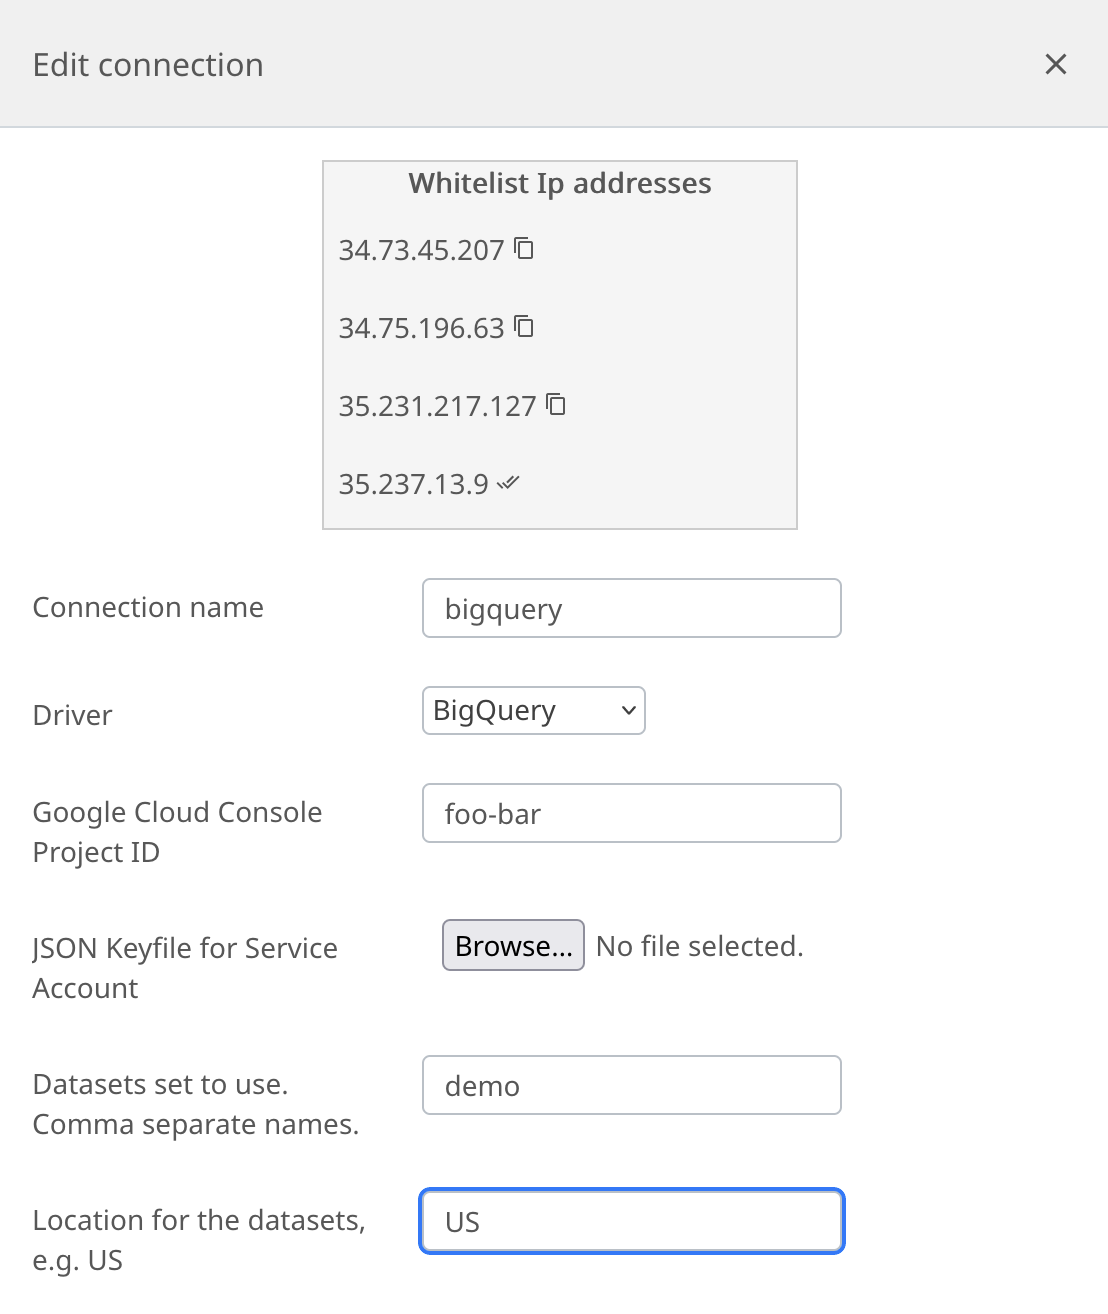 Edit connection
Whitelist Ip addresses
34.73.45.207
34.75.196.63
35.231.217.127
35.237.13.9
Connection name
bigquery
Driver
BigQuery
Google Cloud Console
Project ID
foo-bar
JSON Keyfile for Service
Account
Browse... No file selected.
Datasets set to use.
Comma separate names.
demo
Location for the datasets,
e.g. US
US